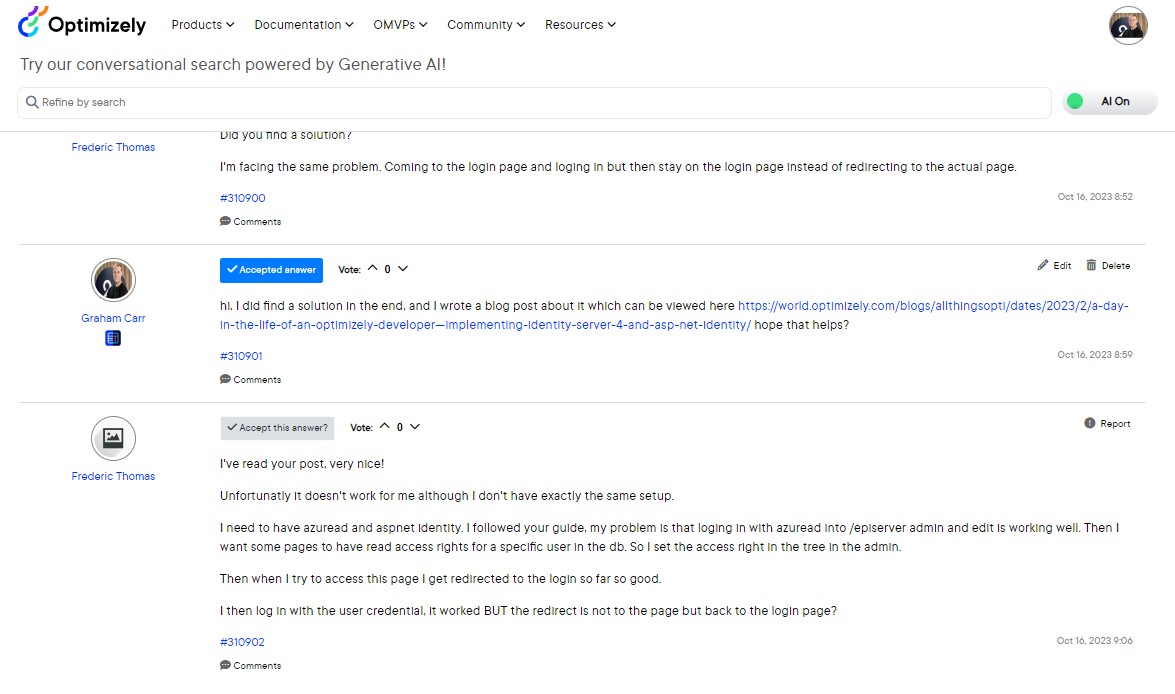 Optimizely Products Documentation OMVPs Community Resources
Try our conversational search powered by Generative AI!
Refine by search
AI On
Did you find a solution?
Frederic Thomas
I'm facing the same problem. Coming to the login page and loging in but then stay on the login page instead of redirecting to the actual page.
#310900
Oct 16, 2023 8:52
Comments
Accepted answer Vote: 0
Edit Delete
hi, I did find a solution in the end, and I wrote a blog post about it which can be viewed here https://world.optimizely.com/blogs/allthingsopti/dates/2023/2/a-day-
in-the-life-of-an-optimizely-developer—implementing-identity-server-4-and-asp-net-identity/ hope that helps?
Graham Carr
#310901
Oct 16, 2023 8:59
Comments
Accept this answer? Vote: 0
Report
I've read your post, very nice!
Frederic Thomas
Unfortunatly it doesn't work for me although I don't have exactly the same setup.
I need to have azuread and aspnet identity. I followed your guide, my problem is that loging in with azuread into /episerver admin and edit is working well. Then I
want some pages to have read access rights for a specific user in the db. So I set the access right in the tree in the admin.
Then when I try to access this page I get redirected to the login so far so good.
I then log in with the user credential, it worked BUT the redirect is not to the page but back to the login page?
#310902
Oct 16, 2023 9:06
Comments